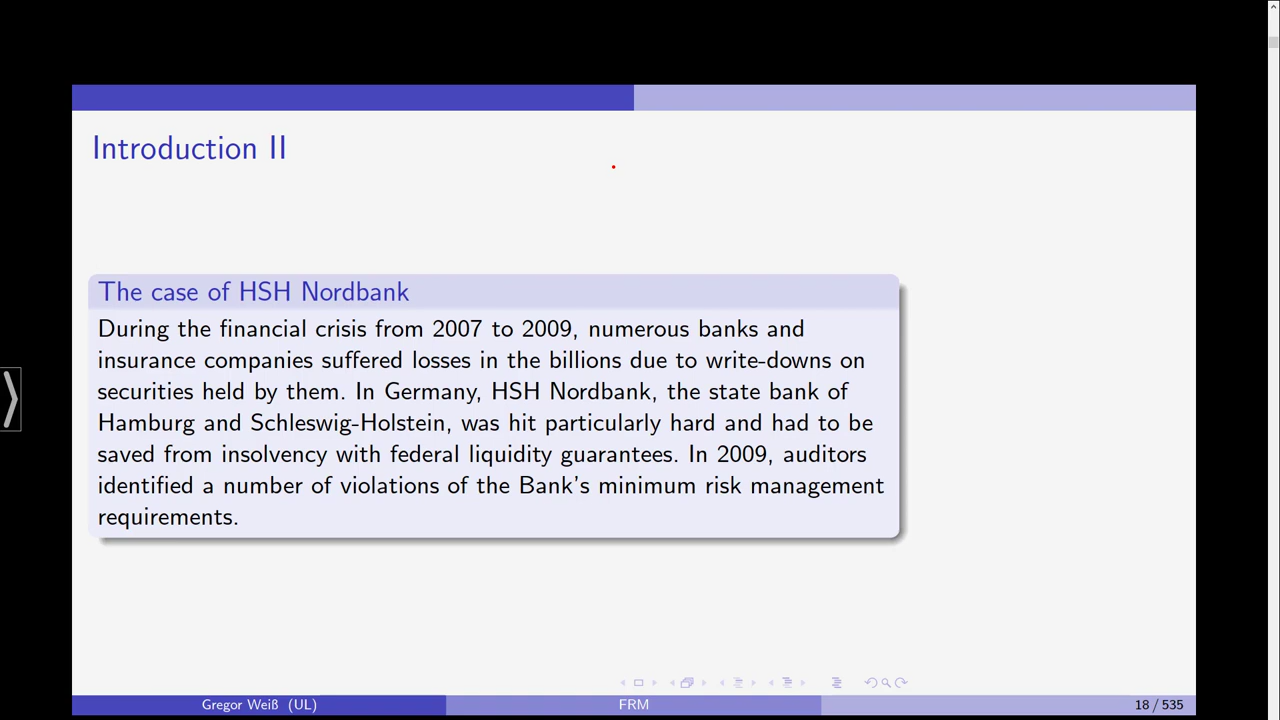 Introduction II
The case of HSH Nordbank
During the financial crisis from 2007 to 2009, numerous banks and
insurance companies suffered losses in the billions due to write-downs on
securities held by them. In Germany, HSH Nordbank, the state bank of
Hamburg and Schleswig-Holstein, was hit particularly hard and had to be
saved from insolvency with federal liquidity guarantees. In 2009, auditors
identified a number of violations of the Bank's minimum risk management
requirements.
Gregor Weiß (UL) FRM 18 / 535